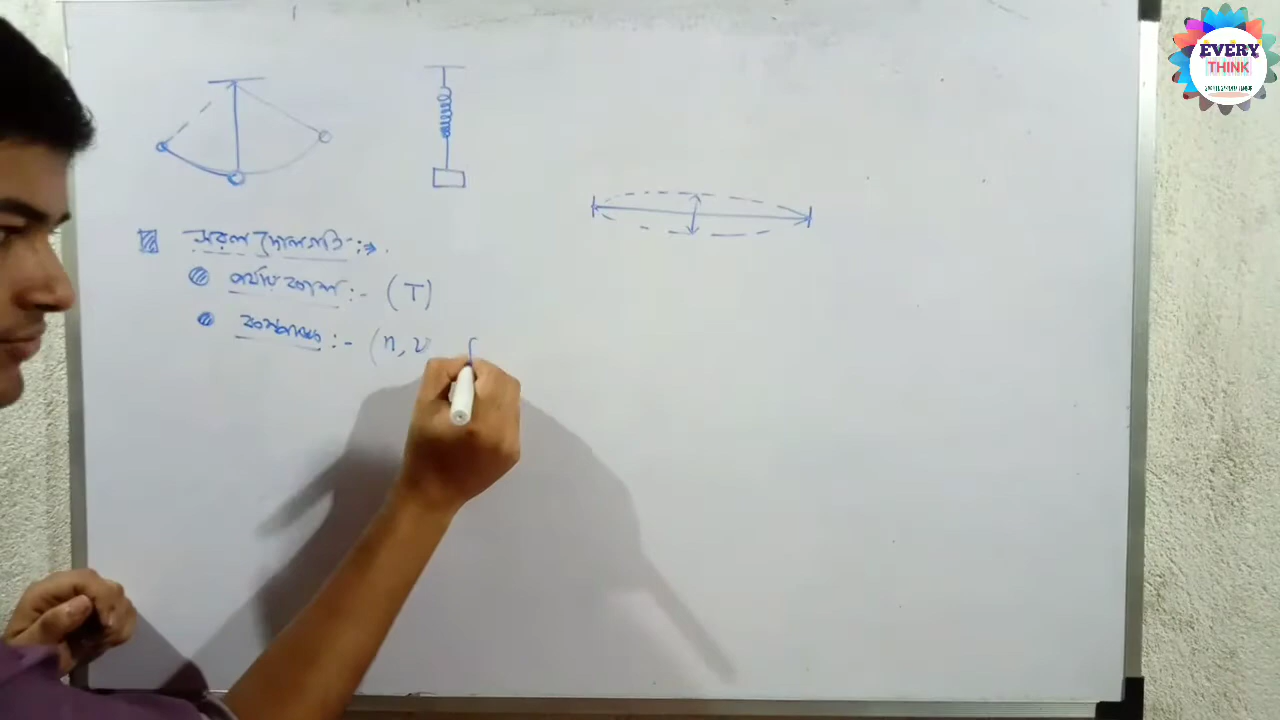 EVERY
THINK
সরল দোলগতি :⇒
পর্যায় কাল :- (T)
কম্পাঙ্ক :- (n, ν